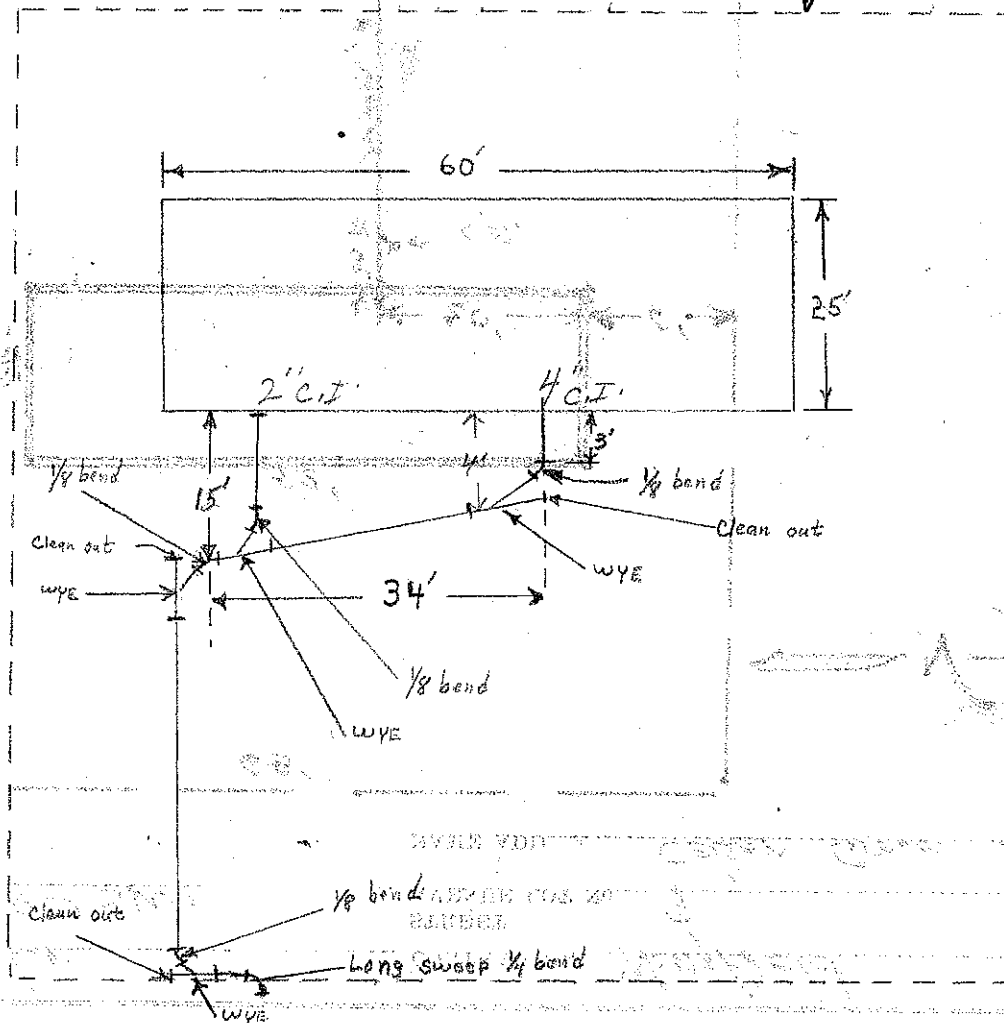 60'
25'
2" C.I.
4" C.I.
3'
1/8 bend
15'
4'
1/8 bend
Clean out
Clean out
WYE
WYE
34'
1/8 bend
WYE
1/8 bend
Clean out
Long sweep 1/4 bend
WYE